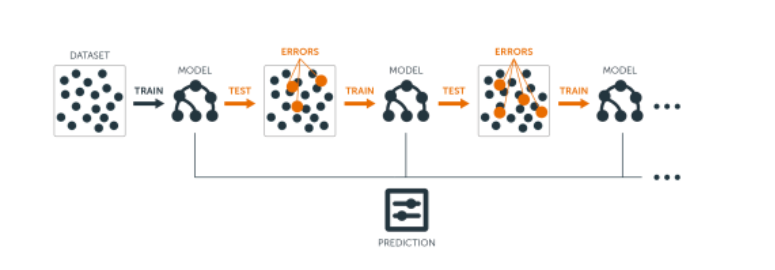 DATASET
TRAIN
MODEL
TEST
ERRORS
TRAIN
MODEL
TEST
ERRORS
TRAIN
MODEL
PREDICTION